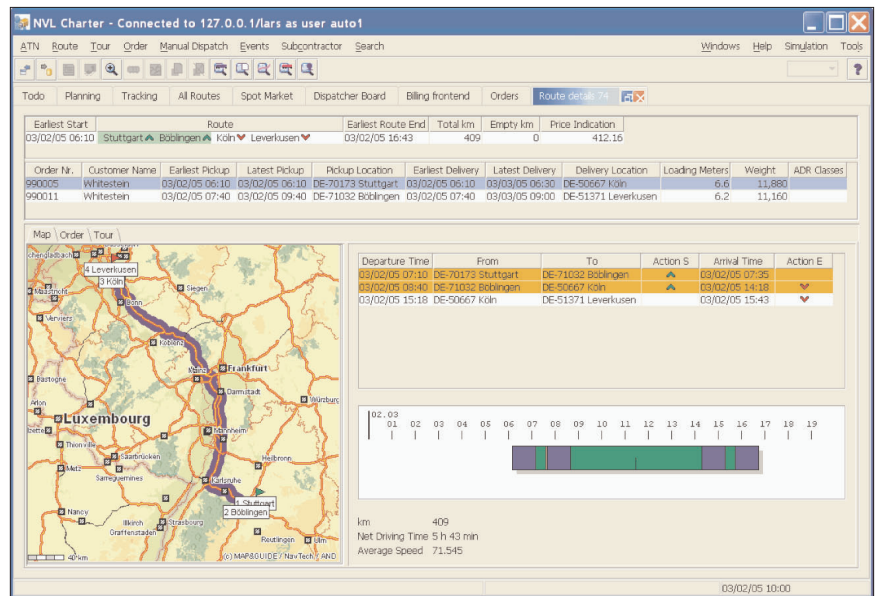 NVL Charter - Connected to 127.0.0.1/lars as user auto1
ATN Route Tour Order Manual Dispatch Events Subcontractor Search Windows Help Simulation Tools
Todo Planning Tracking All Routes Spot Market Dispatcher Board Billing frontend Orders Route details 74
Earliest Start Route Earliest Route End Total km Empty km Price Indication
03/02/05 06:10 Stuttgart Böblingen Köln Leverkusen 03/02/05 16:43 409 0 412.16
Order Nr. Customer Name Earliest Pickup Latest Pickup Pickup Location Earliest Delivery Latest Delivery Delivery Location Loading Meters Weight ADR Classes
990005 Whitestein 03/02/05 06:10 03/02/05 06:10 DE-70173 Stuttgart 03/02/05 06:10 03/03/05 06:30 DE-50667 Köln 6.6 11,880
990011 Whitestein 03/02/05 07:40 03/02/05 09:40 DE-71032 Böblingen 03/02/05 07:40 03/03/05 09:00 DE-51371 Leverkusen 6.2 11,160
Map Order Tour
4 Leverkusen
3 Köln
Maastricht
Siegen
Bonn
Verviers
Koblenz
Mainz
Frankfurt
Bastogne
Darmstadt
Würzburg
Arlon
Luxembourg
Mannheim
Thionville
Saarbrücken
Heilbronn
Metz
Sarreguemines
Karlsruhe
1 Stuttgart
2 Böblingen
Nancy
Illkirch
Graffenstaden
Strasbourg
Reutlingen
Ulm
40 km
(c) MAP&GUIDE / NavTech / AND
Departure Time From To Action S Arrival Time Action E
03/02/05 07:10 DE-70173 Stuttgart DE-71032 Böblingen 03/02/05 07:35
03/02/05 08:40 DE-71032 Böblingen DE-50667 Köln 03/02/05 14:18
03/02/05 15:18 DE-50667 Köln DE-51371 Leverkusen 03/02/05 15:43
02.03
01 02 03 04 05 06 07 08 09 10 11 12 13 14 15 16 17 18 19
km 409
Net Driving Time 5 h 43 min
Average Speed 71.545
03/02/05 10:00